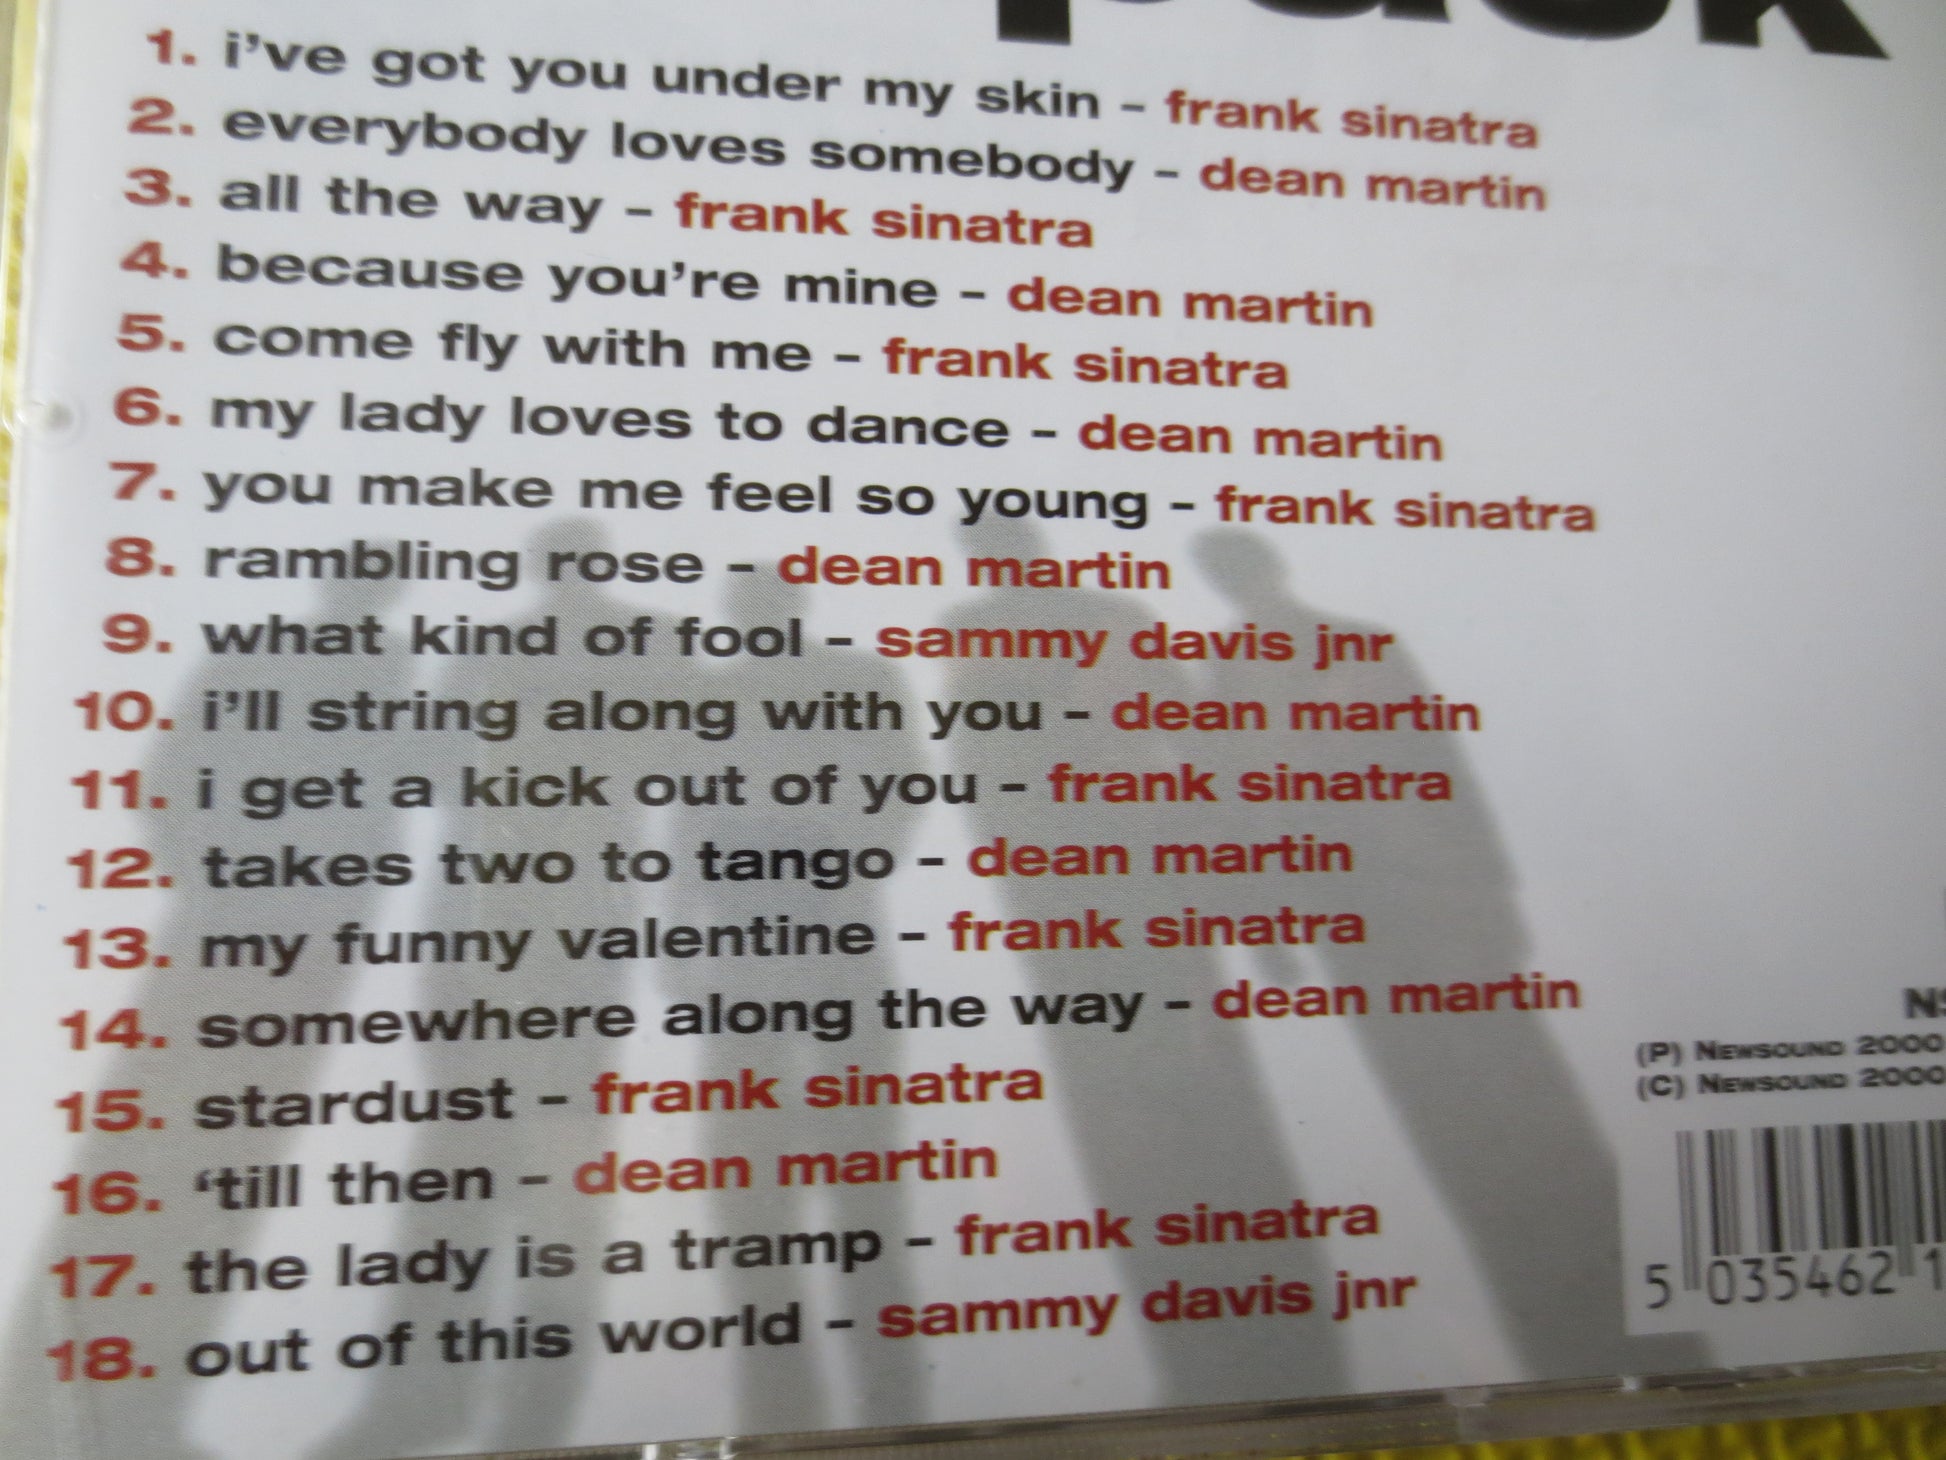 pack
1. i've got you under my skin - frank sinatra
2. everybody loves somebody - dean martin
3. all the way - frank sinatra
4. because you're mine - dean martin
5. come fly with me - frank sinatra
6. my lady loves to dance - dean martin
7. you make me feel so young - frank sinatra
8. rambling rose - dean martin
9. what kind of fool - sammy davis jnr
10. i'll string along with you - dean martin
11. i get a kick out of you - frank sinatra
12. takes two to tango - dean martin
13. my funny valentine - frank sinatra
14. somewhere along the way - dean martin
15. stardust - frank sinatra
16. ‘till then - dean martin
17. the lady is a tramp - frank sinatra
18. out of this world - sammy davis jnr
NS
(P) Newsound 2000
(C) Newsound 2000
5 035462 1